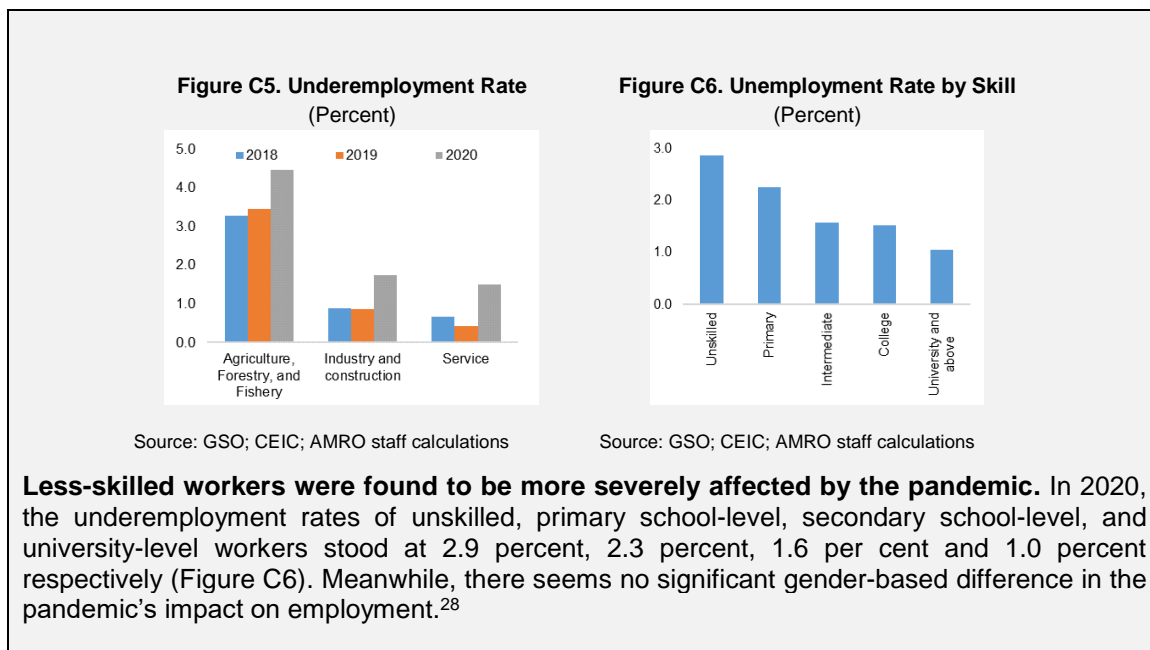 Figure C5. Underemployment Rate
(Percent)
5.0
4.0
3.0
2.0
1.0
0.0
2018 2019 2020
Agriculture,
Forestry, and
Fishery
Industry and
construction
Service
Source: GSO; CEIC; AMRO staff calculations
Figure C6. Unemployment Rate by Skill
(Percent)
3.0
2.0
1.0
0.0
Unskilled
Primary
Intermediate
College
University and
above
Source: GSO; CEIC; AMRO staff calculations
Less-skilled workers were found to be more severely affected by the pandemic. In 2020,
the underemployment rates of unskilled, primary school-level, secondary school-level, and
university-level workers stood at 2.9 percent, 2.3 percent, 1.6 per cent and 1.0 percent
respectively (Figure C6). Meanwhile, there seems no significant gender-based difference in the
pandemic's impact on employment.28